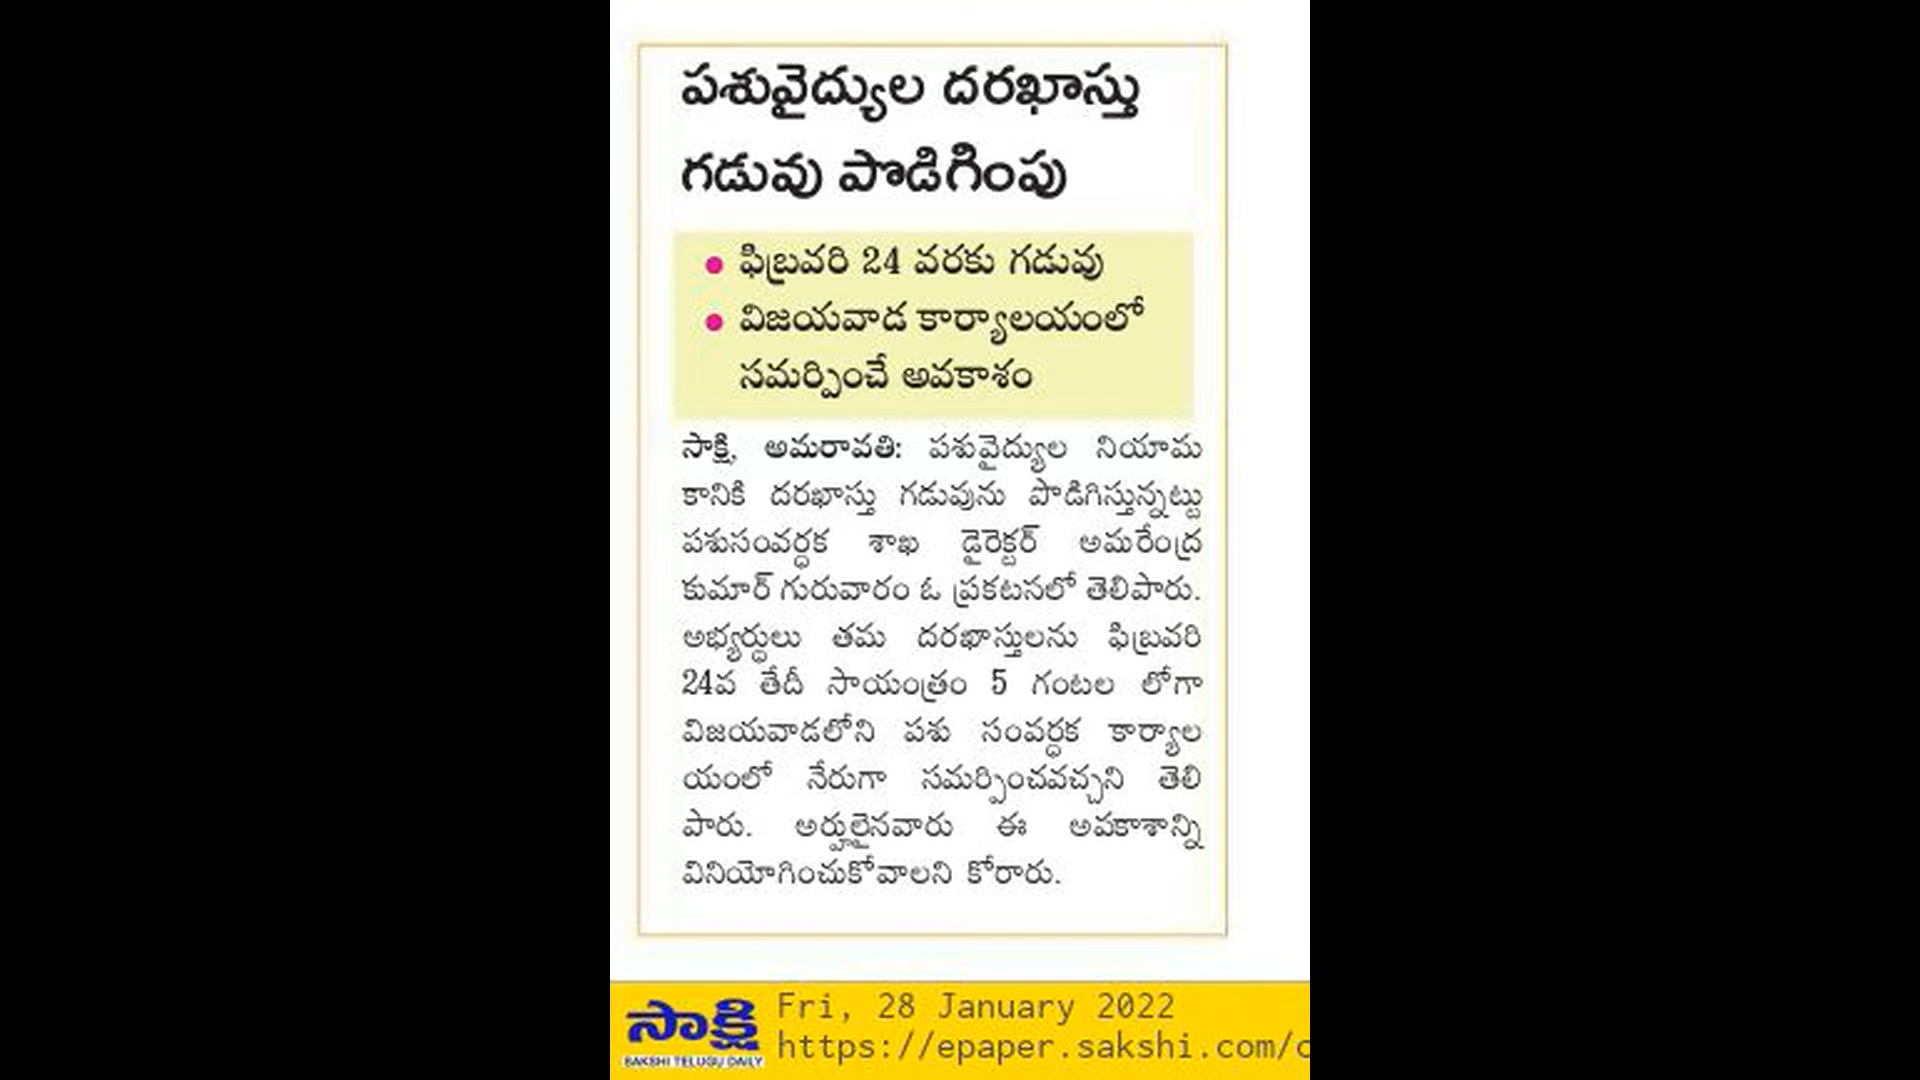 పశువైద్యుల దరఖాస్తు
గడువు పొడిగింపు
● ఫిబ్రవరి 24 వరకు గడువు
● విజయవాడ కార్యాలయంలో
సమర్పించే అవకాశం
సాక్షి, అమరావతి: పశువైద్యుల నియామ
కానికి దరఖాస్తు గడువును పొడిగిస్తున్నట్టు
పశుసంవర్ధక శాఖ డైరెక్టర్ అమరేంద్ర
కుమార్ గురువారం ఓ ప్రకటనలో తెలిపారు.
అభ్యర్థులు తమ దరఖాస్తులను ఫిబ్రవరి
24వ తేదీ సాయంత్రం 5 గంటల లోగా
విజయవాడలోని పశు సంవర్ధక కార్యాల
యంలో నేరుగా సమర్పించవచ్చని తెలి
పారు. అర్హులైనవారు ఈ అవకాశాన్ని
వినియోగించుకోవాలని కోరారు.
సాక్షి
SAKSHI TELUGU DAILY
Fri, 28 January 2022
https://epaper.sakshi.com/c